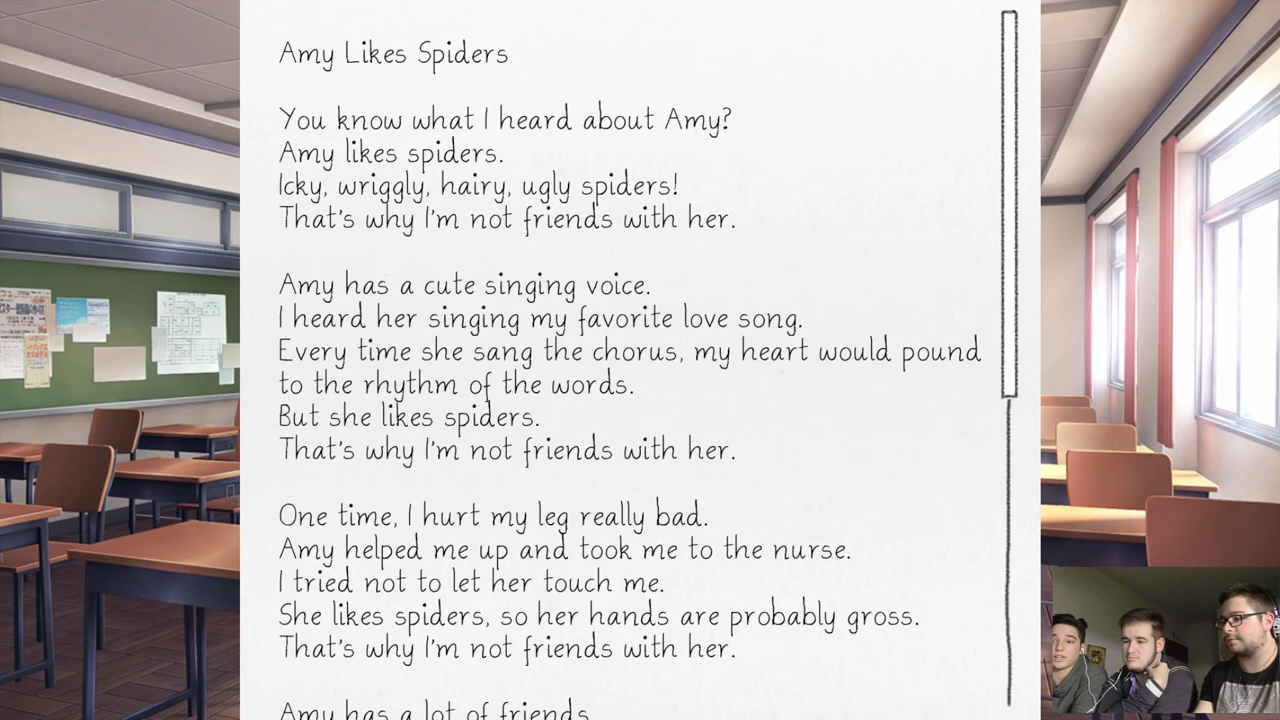 Amy Likes Spiders
You know what I heard about Amy?
Amy likes spiders.
Icky, wriggly, hairy, ugly spiders!
That's why I'm not friends with her.
Amy has a cute singing voice.
I heard her singing my favorite love song.
Every time she sang the chorus, my heart would pound
to the rhythm of the words.
But she likes spiders.
That's why I'm not friends with her.
One time, I hurt my leg really bad.
Amy helped me up and took me to the nurse.
I tried not to let her touch me.
She likes spiders, so her hands are probably gross.
That's why I'm not friends with her.
Amy has a lot of friends